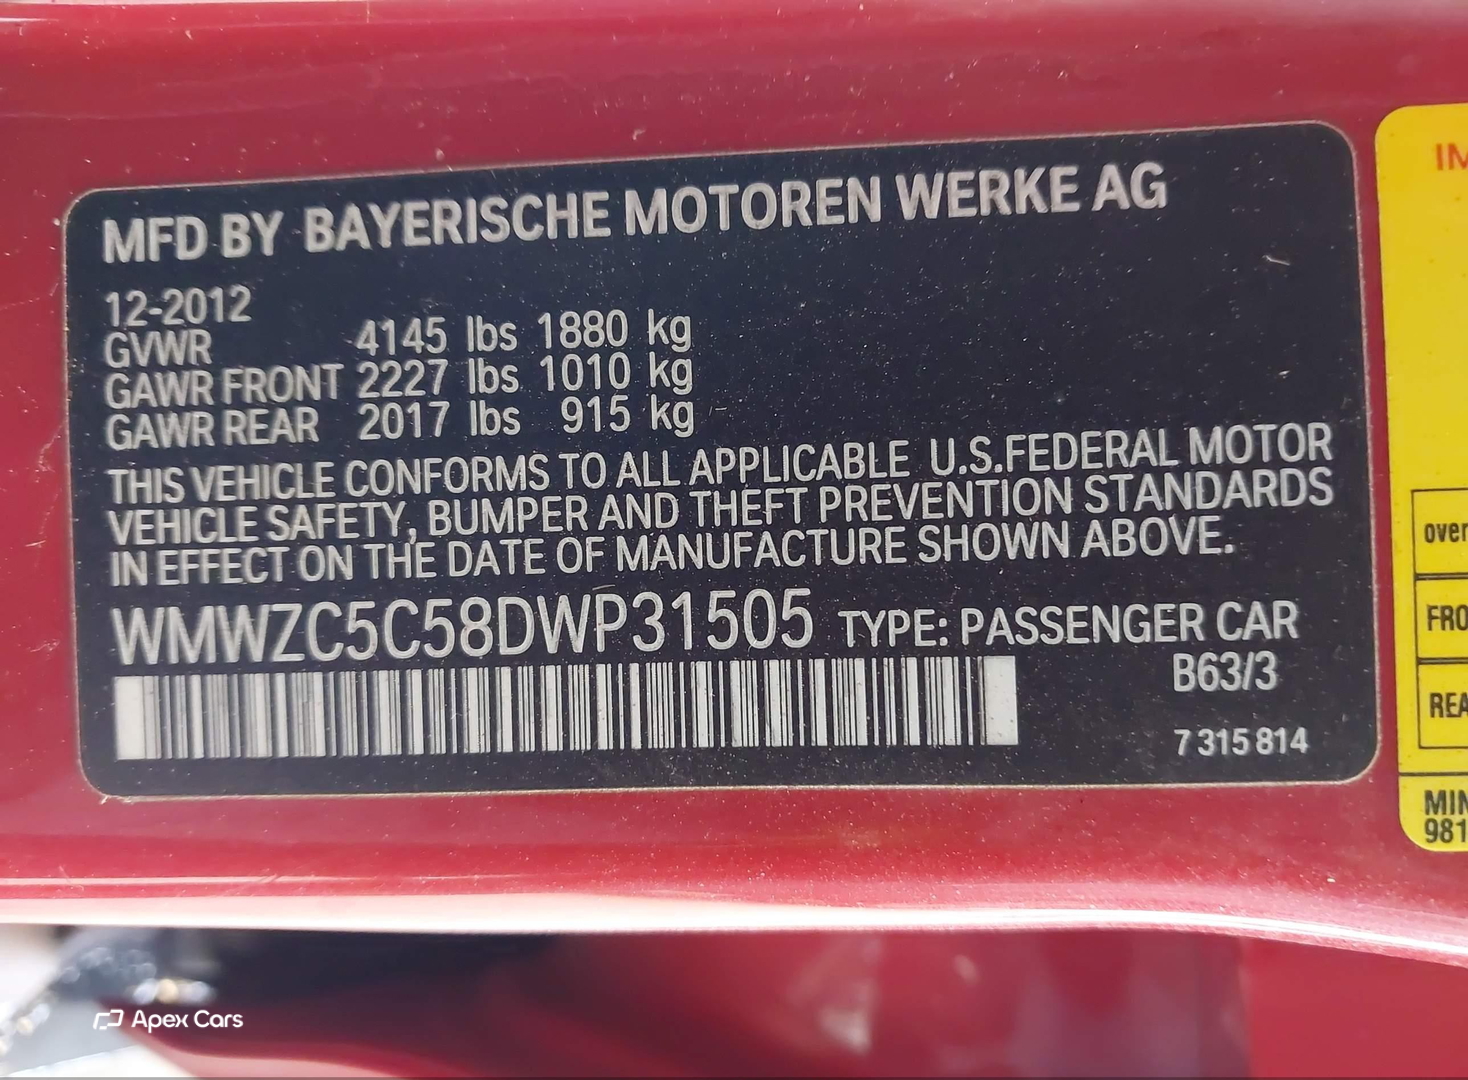 MFD BY BAYERISCHE MOTOREN WERKE AG
12-2012
GVWR 4145 lbs 1880 kg
GAWR FRONT 2227 lbs 1010 kg
GAWR REAR 2017 lbs 915 kg
THIS VEHICLE CONFORMS TO ALL APPLICABLE U.S.FEDERAL MOTOR
VEHICLE SAFETY, BUMPER AND THEFT PREVENTION STANDARDS
IN EFFECT ON THE DATE OF MANUFACTURE SHOWN ABOVE.
WMWZC5C58DWP31505 TYPE: PASSENGER CAR
B63/3
7 315 814
Apex Cars